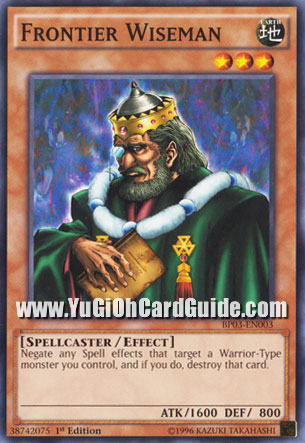 FRONTIER WISEMAN
EARTH
地
www.YuGiOhCardGuide.com
BP03-EN003
[SPELLCASTER / EFFECT]
Negate any Spell effects that target a Warrior-Type
monster you control, and if you do, destroy that card.
ATK/1600 DEF/ 800
38742075 1st Edition ©1996 KAZUKI TAKAHASHI